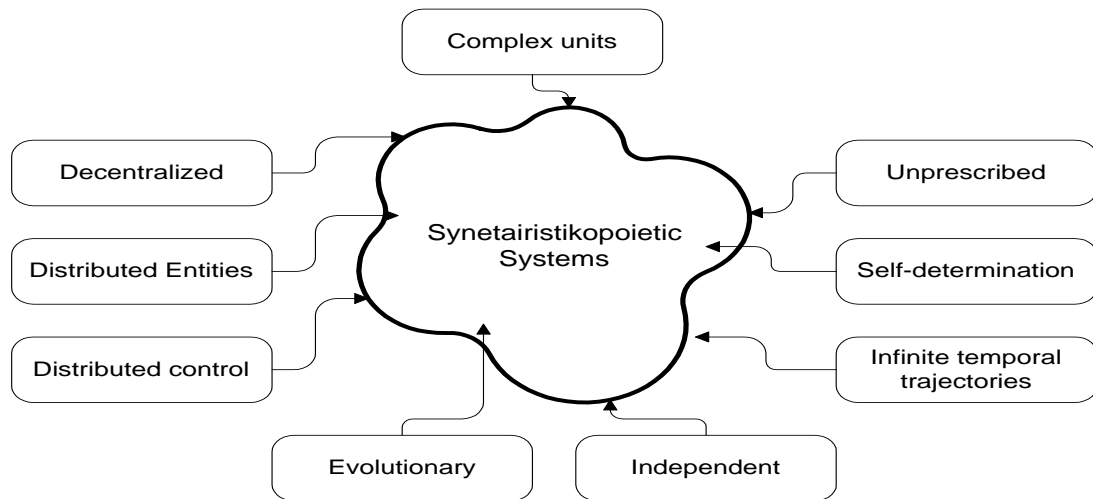 Complex units
Decentralized
Unprescribed
Synetairistikopoietic
Systems
Distributed Entities
Self-determination
Distributed control
Infinite temporal
trajectories
Evolutionary
Independent